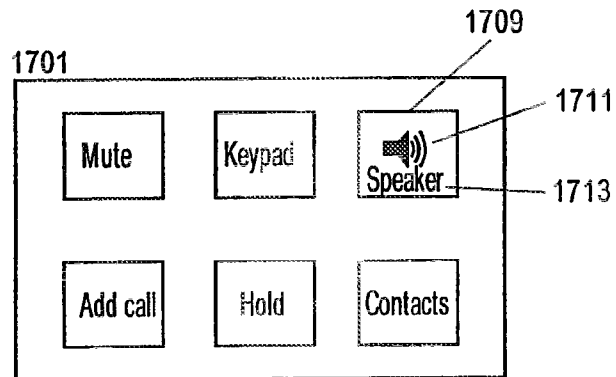 1709
1701
1711
Mute Keypad
Speaker
1713
Add call Hold Contacts